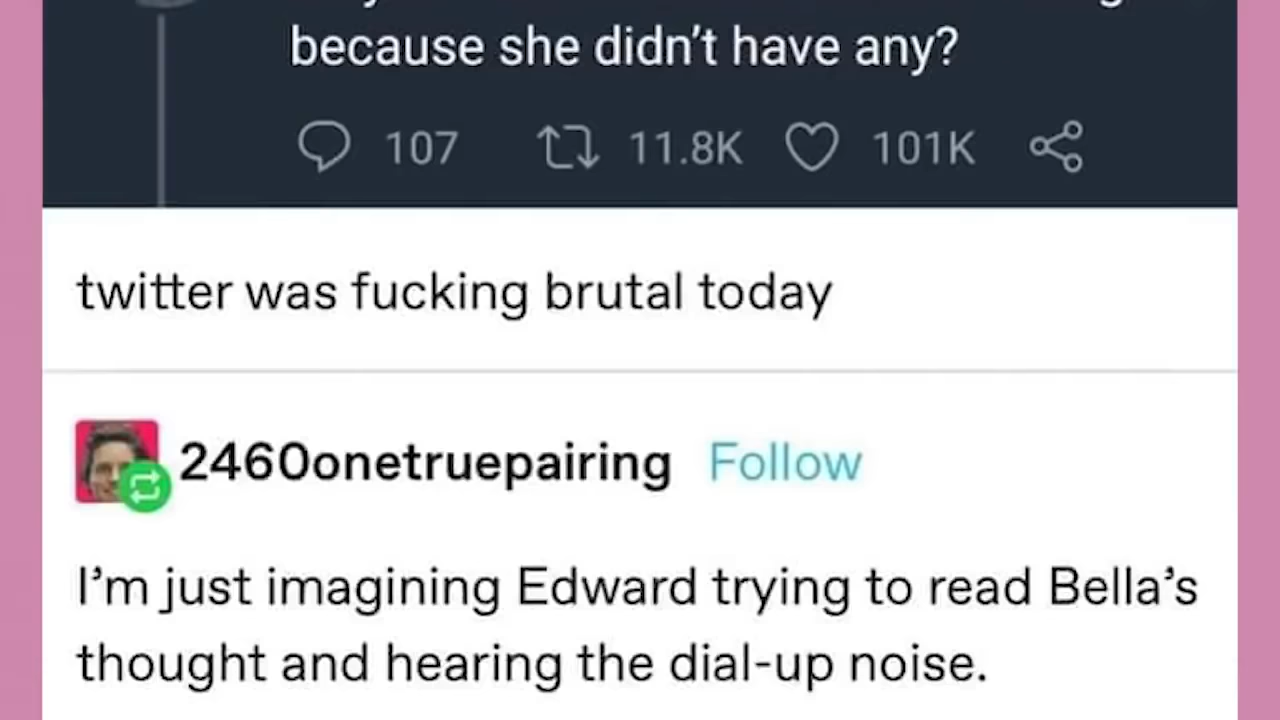 because she didn't have any?
107 11.8K 101K
twitter was fucking brutal today
2460onetruepairing Follow
I'm just imagining Edward trying to read Bella's
thought and hearing the dial-up noise.